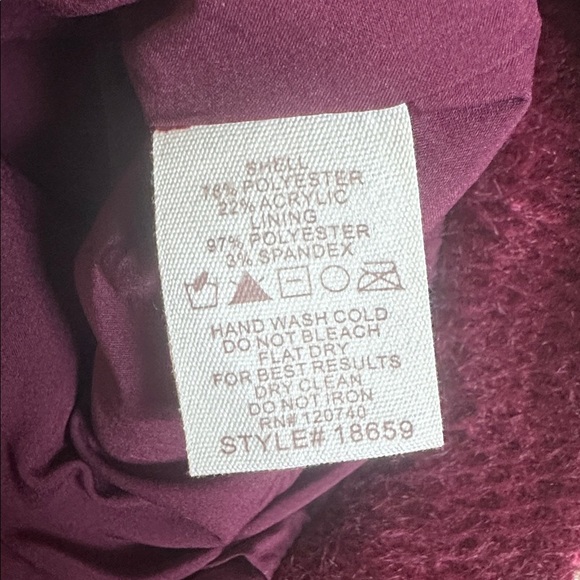 SHELL
78% POLYESTER
22% ACRYLIC
LINING
97% POLYESTER
3% SPANDEX
HAND WASH COLD
DO NOT BLEACH
FLAT DRY
FOR BEST RESULTS
DRY CLEAN
DO NOT IRON
RN# 120740
STYLE# 18659